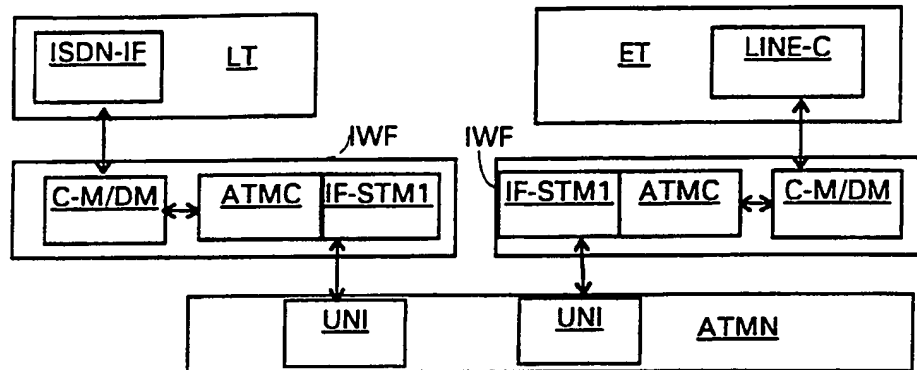 ISDN-IF
LT
ET
LINE-C
IWF
IWF
C-M/DM
ATMC
IF-STM1
IF-STM1
ATMC
C-M/DM
UNI
UNI
ATMN